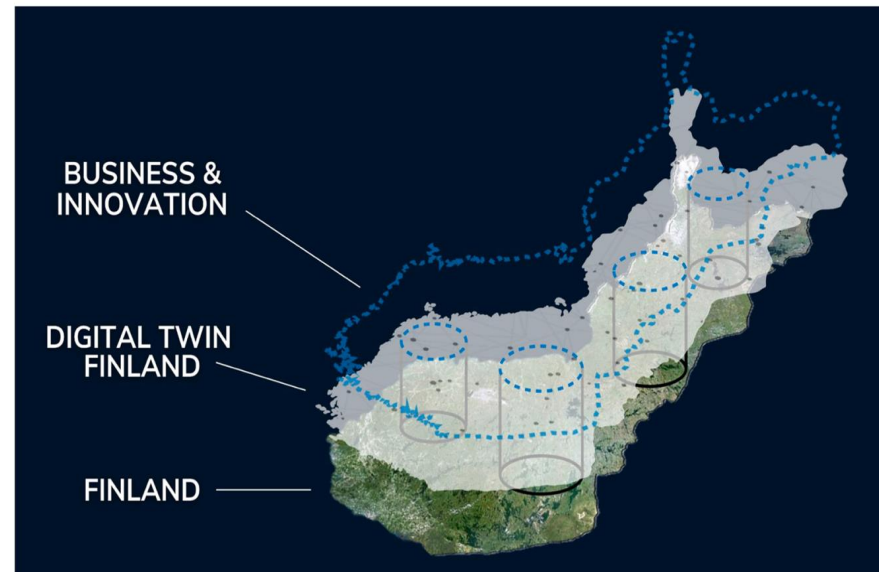 BUSINESS &
INNOVATION
DIGITAL TWIN
FINLAND
FINLAND